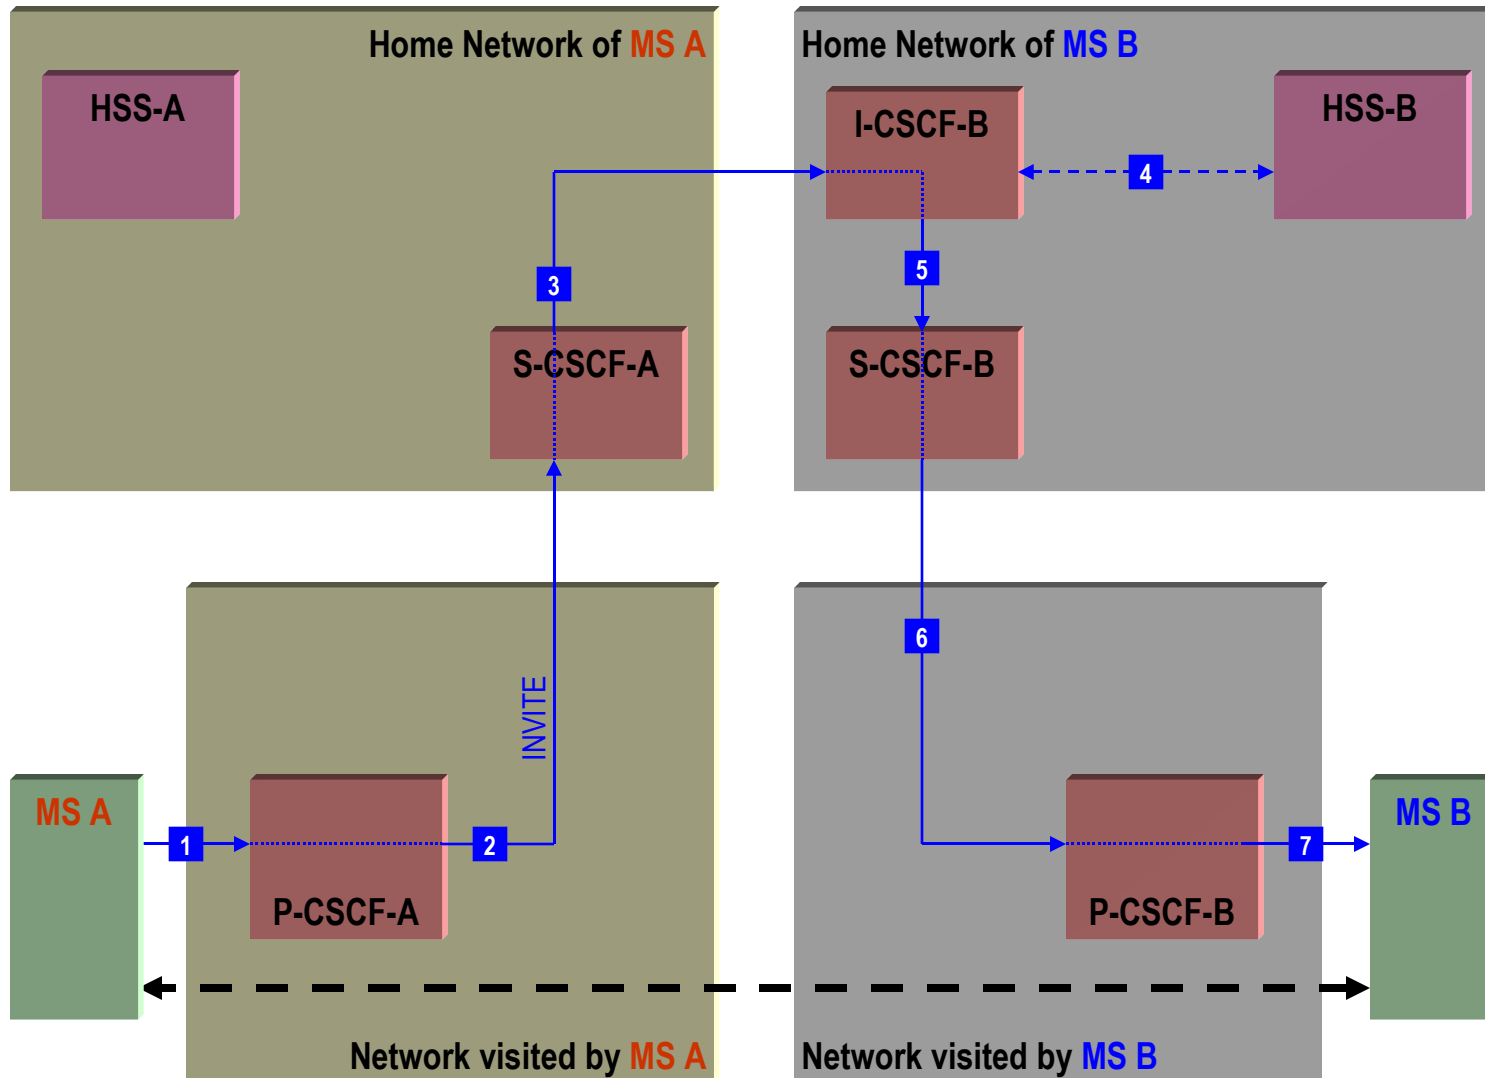 Home Network of MS A
Home Network of MS B
HSS-A
I-CSCF-B
HSS-B
4
5
3
S-CSCF-A
S-CSCF-B
6
INVITE
MS A
MS B
1
2
7
P-CSCF-A
P-CSCF-B
Network visited by MS A
Network visited by MS B